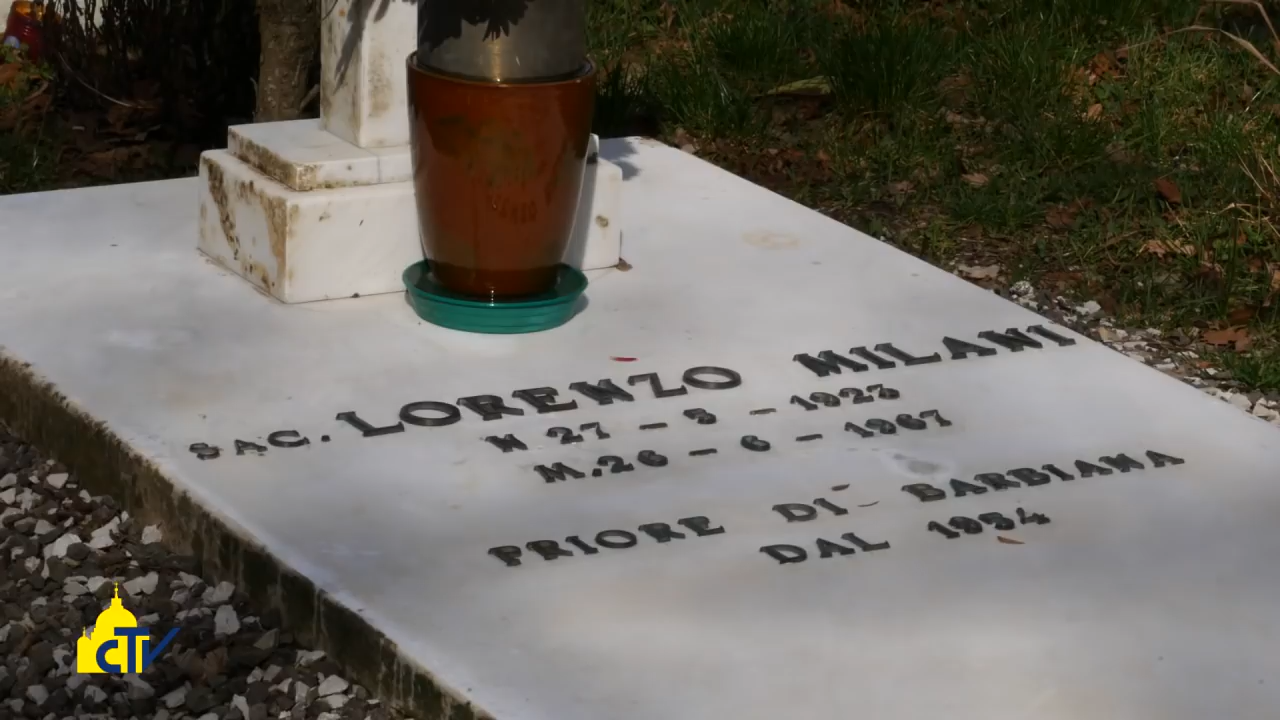 SAC. LORENZO MILANI
N 27 - 5 - 1923
M. 26 - 6 - 1967
PRIORE DI BARBIANA
DAL 1954
CTV